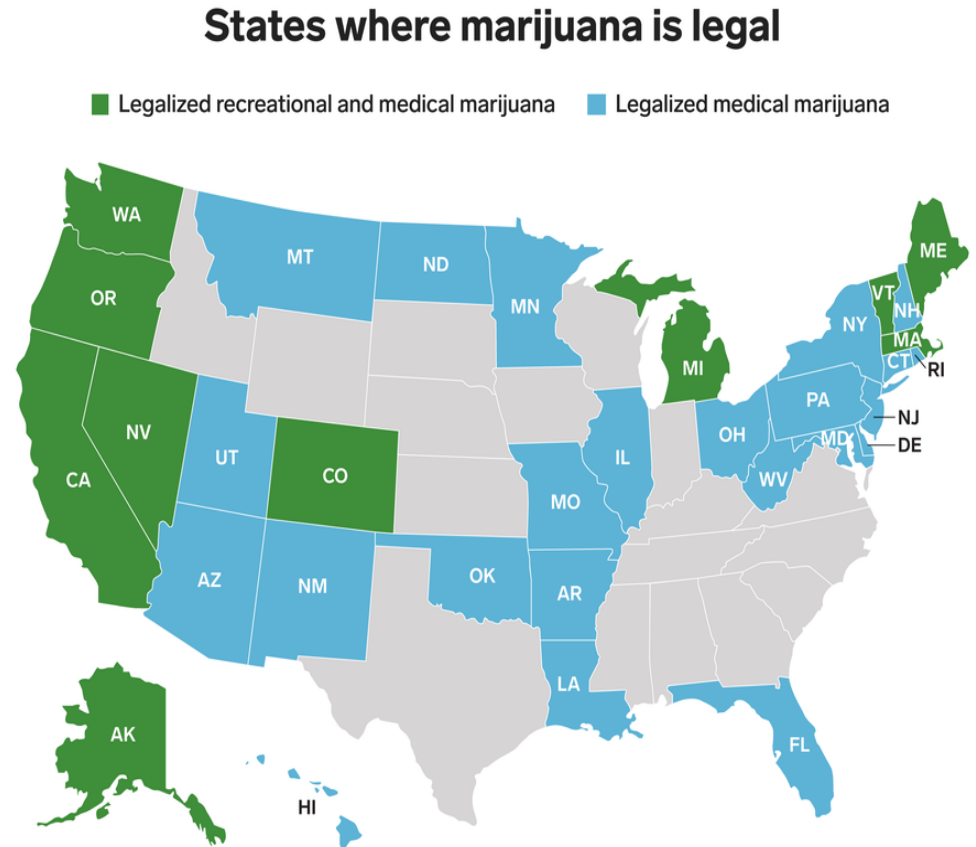 States where marijuana is legal
Legalized recreational and medical marijuana
Legalized medical marijuana
WA
MT
ND
MN
OR
ME
VT
NH
NY
MA
CT
RI
MI
PA
NJ
NV
UT
CO
CA
IL
OH
MD
DE
WV
MO
AZ
NM
OK
AR
LA
FL
AK
HI